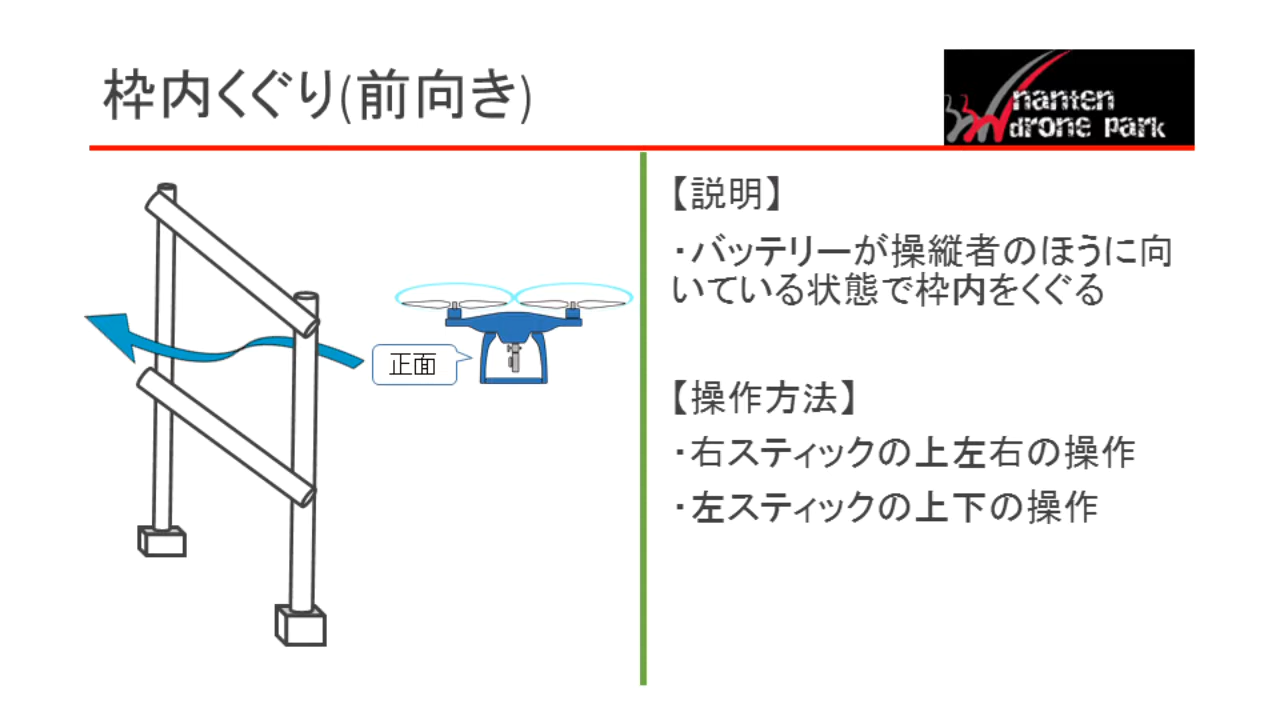 枠内くぐり(前向き)
nanten
drone park
正面
【説明】
・バッテリーが操縦者のほうに向
いている状態で枠内をくぐる
【操作方法】
・右スティックの上左右の操作
・左スティックの上下の操作